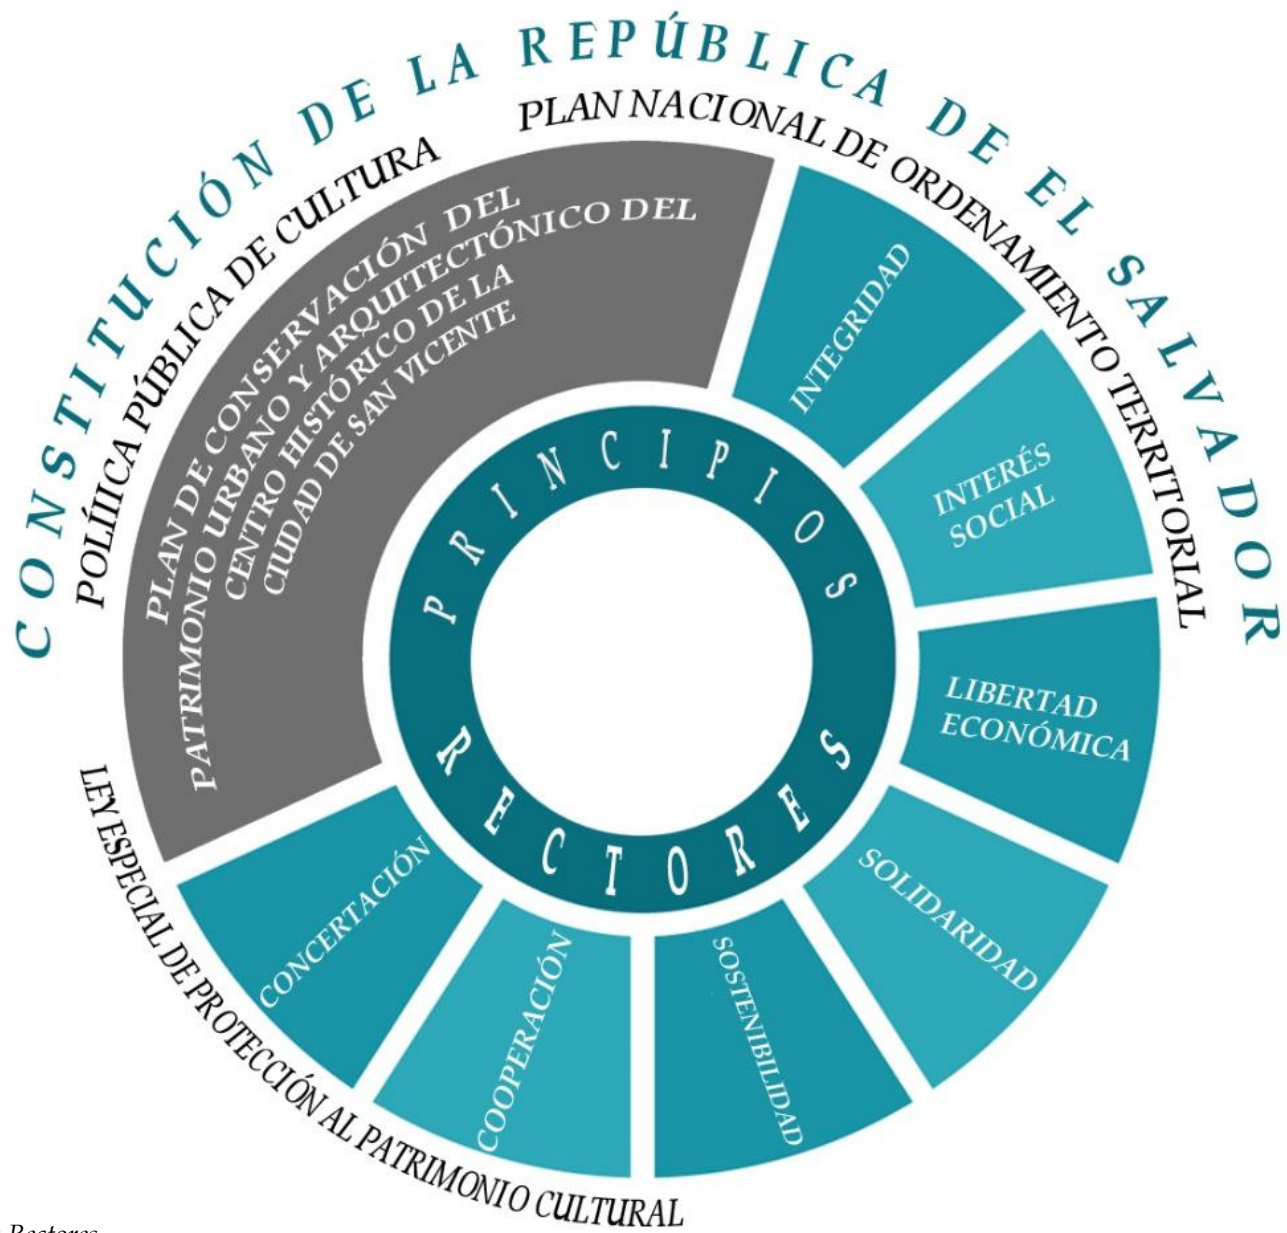 CONSTITUCIÓN DE LA REPÚBLICA DE EL SALVADOR
POLÍIICA PÚBLICA DE CULTURA
PLAN NACIONAL DE ORDENAMIENTO TERRITORIAL
PLAN DE CONSERVACIÓN DEL
PATRIMONIO URBANO Y ARQUITECTÓNICO DEL
CENTRO HISTÓRICO DE LA
CIUDAD DE SAN VICENTE
INTEGRIDAD
INTERÉS
SOCIAL
LIBERTAD
ECONÓMICA
SOLIDARIDAD
SOSTENIBILIDAD
COOPERACIÓN
CONCERTACIÓN
PRINCIPIOS
RECTORES
LEY ESPECIAL DE PROTECCIÓN AL PATRIMONIO CULTURAL
Rectores